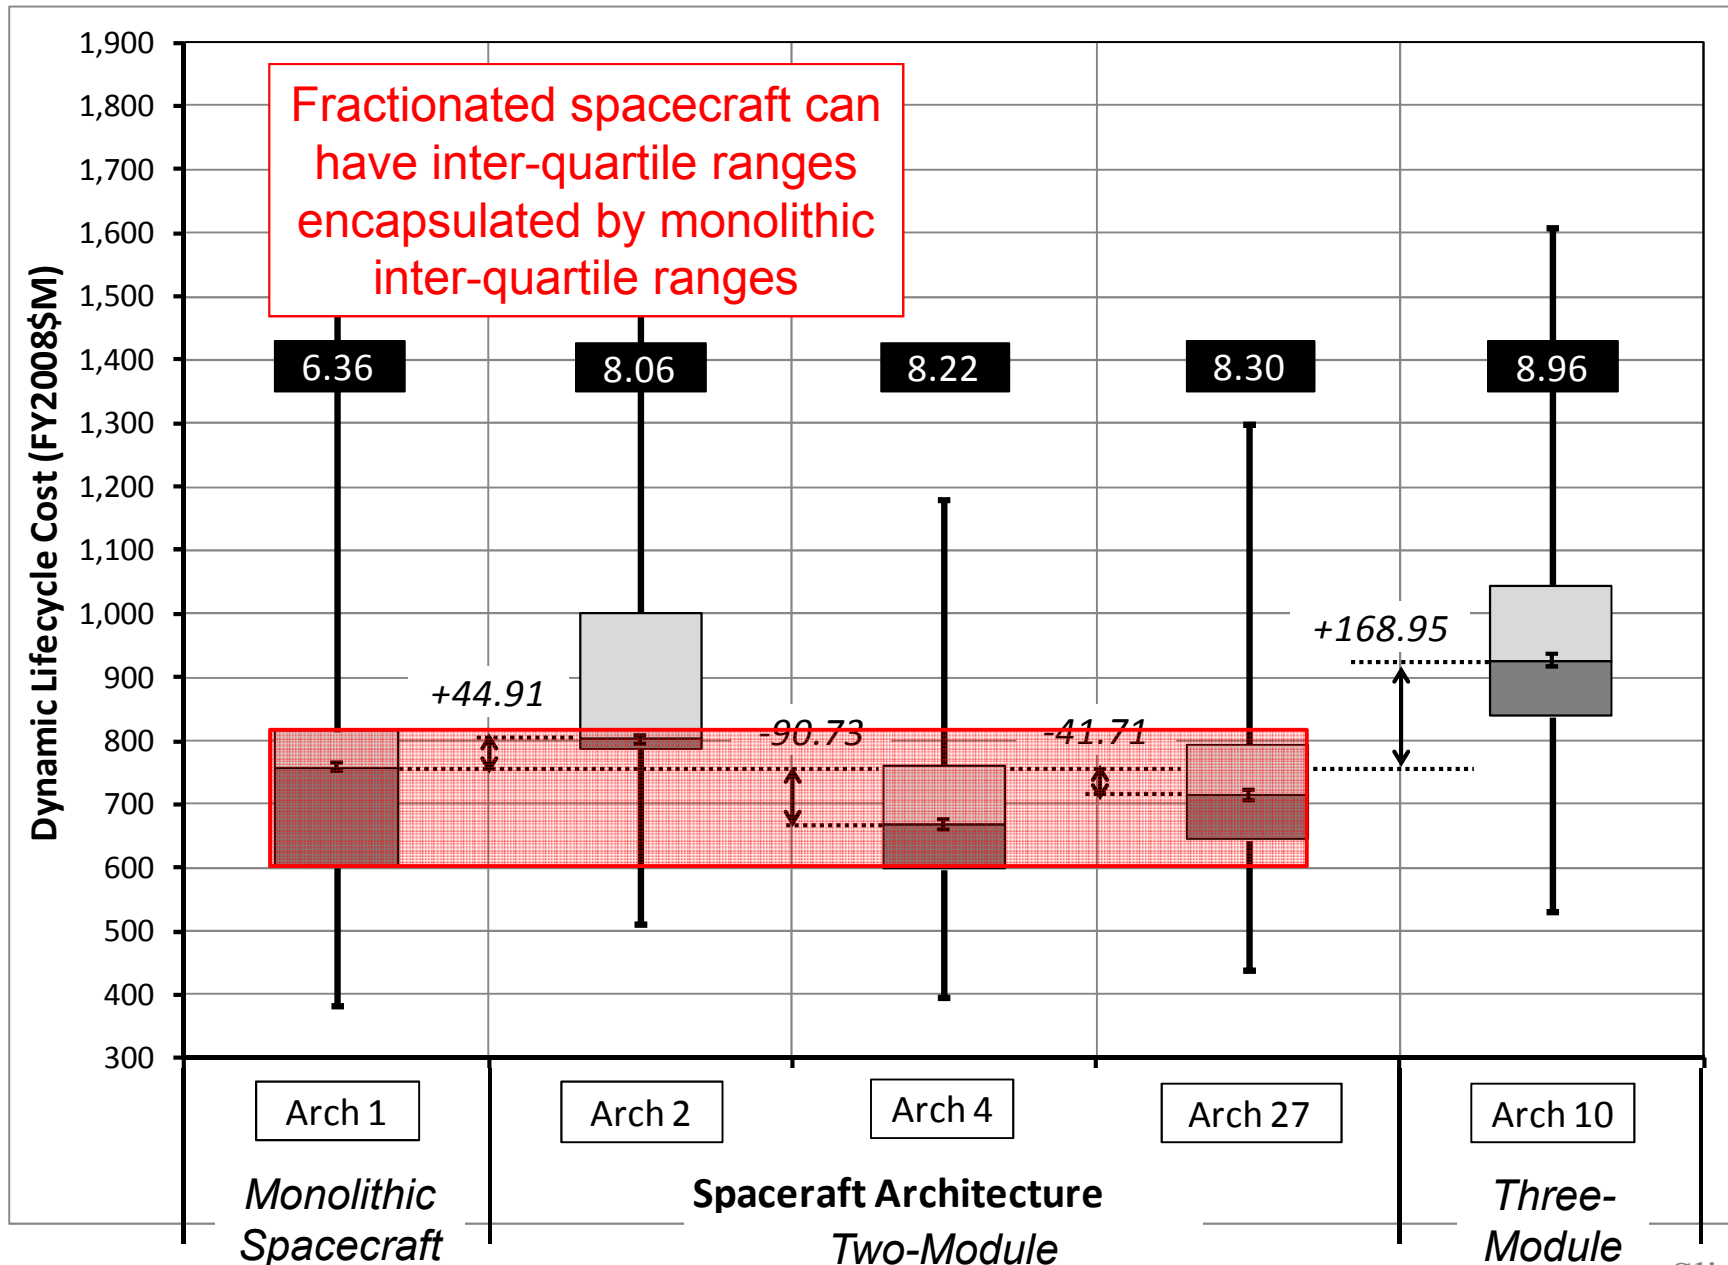 1,900
1,800
1,700
1,600
1,500
1,400
1,300
1,200
1,100
1,000
900
800
700
600
500
400
300
Dynamic Lifecycle Cost (FY2008$M)
Fractionated spacecraft can
have inter-quartile ranges
encapsulated by monolithic
inter-quartile ranges
6.36
8.06
8.22
8.30
8.96
+44.91
-90.73
-41.71
+168.95
Arch 1
Arch 2
Arch 4
Arch 27
Arch 10
Monolithic
Spacecraft
Spaceraft Architecture
Two-Module
Three-
Module